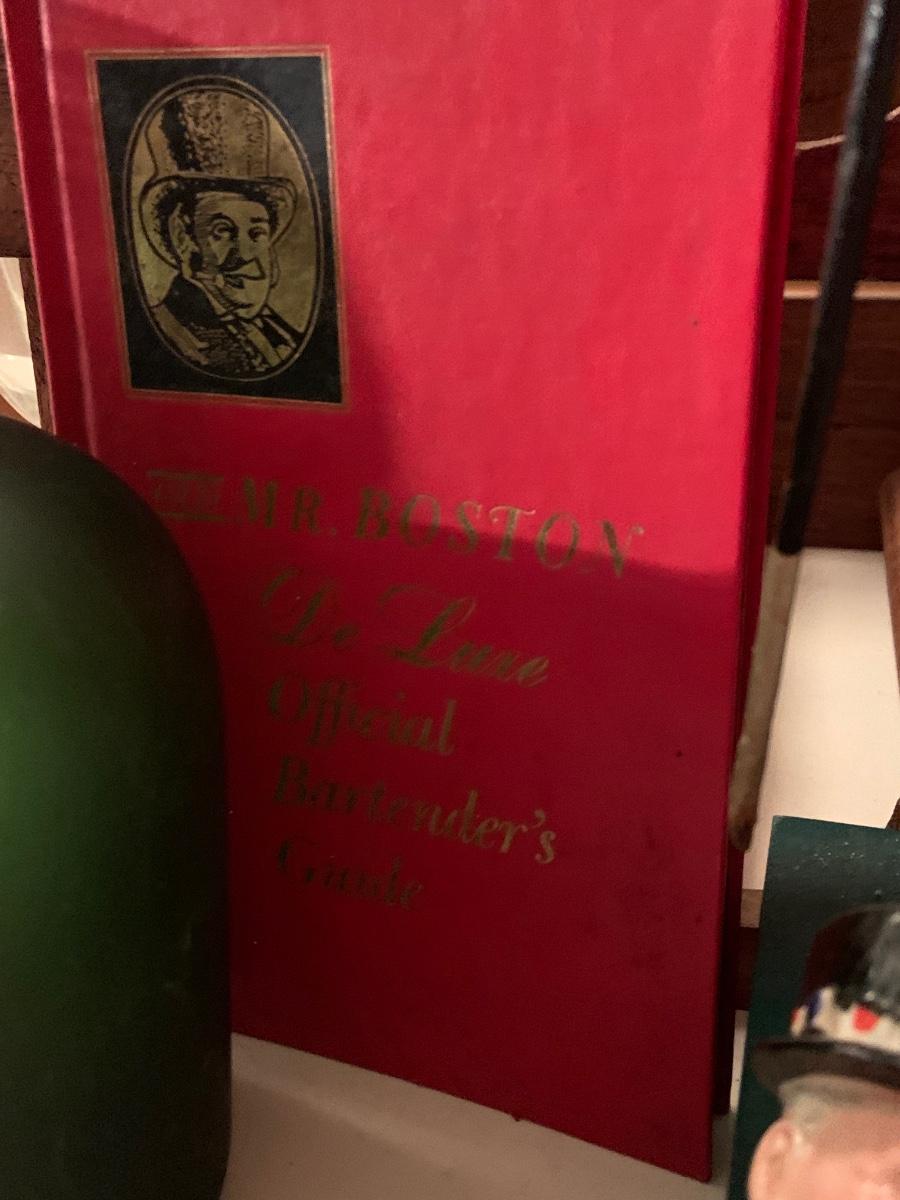 MR. BOSTON
De Luxe
Official
Bartender's
Guide